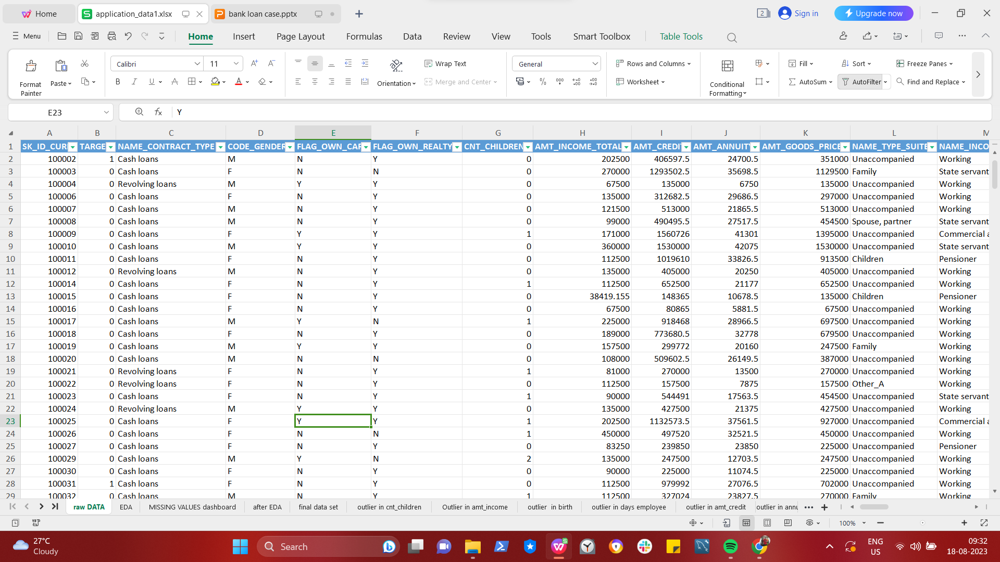 Home application_data1.xlsx bank loan case.pptx 2 Sign in Upgrade now
Menu Home Insert Page Layout Formulas Data Review View Tools Smart Toolbox Table Tools
Calibri 11 Wrap Text General Rows and Columns Fill Sort Freeze Panes
Format Painter Paste Orientation Merge and Center Worksheet Conditional Formatting AutoSum AutoFilter Find and Replace
E23 fx Y
A B C D E F G H I J K L M
1 SK_ID_CUR TARGE NAME_CONTRACT_TYPE CODE_GENDER FLAG_OWN_CAR FLAG_OWN_REALTY CNT_CHILDREN AMT_INCOME_TOTAL AMT_CREDI AMT_ANNUIT AMT_GOODS_PRICE NAME_TYPE_SUITE NAME_INCO
2 100002 1 Cash loans M N Y 0 202500 406597.5 24700.5 351000 Unaccompanied Working
3 100003 0 Cash loans F N N 0 270000 1293502.5 35698.5 1129500 Family State servant
4 100004 0 Revolving loans M Y Y 0 67500 135000 6750 135000 Unaccompanied Working
5 100006 0 Cash loans F N Y 0 135000 312682.5 29686.5 297000 Unaccompanied Working
6 100007 0 Cash loans M N Y 0 121500 513000 21865.5 513000 Unaccompanied Working
7 100008 0 Cash loans M N Y 0 99000 490495.5 27517.5 454500 Spouse, partner State servant
8 100009 0 Cash loans F Y Y 1 171000 1560726 41301 1395000 Unaccompanied Commercial a
9 100010 0 Cash loans M Y Y 0 360000 1530000 42075 1530000 Unaccompanied State servant
10 100011 0 Cash loans F N Y 0 112500 1019610 33826.5 913500 Children Pensioner
11 100012 0 Revolving loans M N Y 0 135000 405000 20250 405000 Unaccompanied Working
12 100014 0 Cash loans F N Y 1 112500 652500 21177 652500 Unaccompanied Working
13 100015 0 Cash loans F N Y 0 38419.155 148365 10678.5 135000 Children Pensioner
14 100016 0 Cash loans F N Y 0 67500 80865 5881.5 67500 Unaccompanied Working
15 100017 0 Cash loans M Y N 1 225000 918468 28966.5 697500 Unaccompanied Working
16 100018 0 Cash loans F N Y 0 189000 773680.5 32778 679500 Unaccompanied Working
17 100019 0 Cash loans M Y Y 0 157500 299772 20160 247500 Family Working
18 100020 0 Cash loans M N N 0 108000 509602.5 26149.5 387000 Unaccompanied Working
19 100021 0 Revolving loans F N Y 1 81000 270000 13500 270000 Unaccompanied Working
20 100022 0 Revolving loans F N Y 0 112500 157500 7875 157500 Other_A Working
21 100023 0 Cash loans F N Y 1 90000 544491 17563.5 454500 Unaccompanied State servant
22 100024 0 Revolving loans M Y Y 0 135000 427500 21375 427500 Unaccompanied Working
23 100025 0 Cash loans F Y Y 1 202500 1132573.5 37561.5 927000 Unaccompanied Commercial a
24 100026 0 Cash loans F N N 1 450000 497520 32521.5 450000 Unaccompanied Working
25 100027 0 Cash loans F N Y 0 83250 239850 23850 225000 Unaccompanied Pensioner
26 100029 0 Cash loans M Y N 2 135000 247500 12703.5 247500 Unaccompanied Working
27 100030 0 Cash loans F N Y 0 90000 225000 11074.5 225000 Unaccompanied Working
28 100031 1 Cash loans F N Y 0 112500 979992 27076.5 702000 Unaccompanied Working
29 100032 0 Cash loans M N Y 1 112500 327024 23827.5 270000 Family Working
raw DATA EDA MISSING VALUES dashboard after EDA final data set outlier in cnt_children Outlier in amt_income outlier in birth outlier in days employee outlier in amt_credit outlier in annu
100%
27°C ENG 09:32
Cloudy Search US 18-08-2023